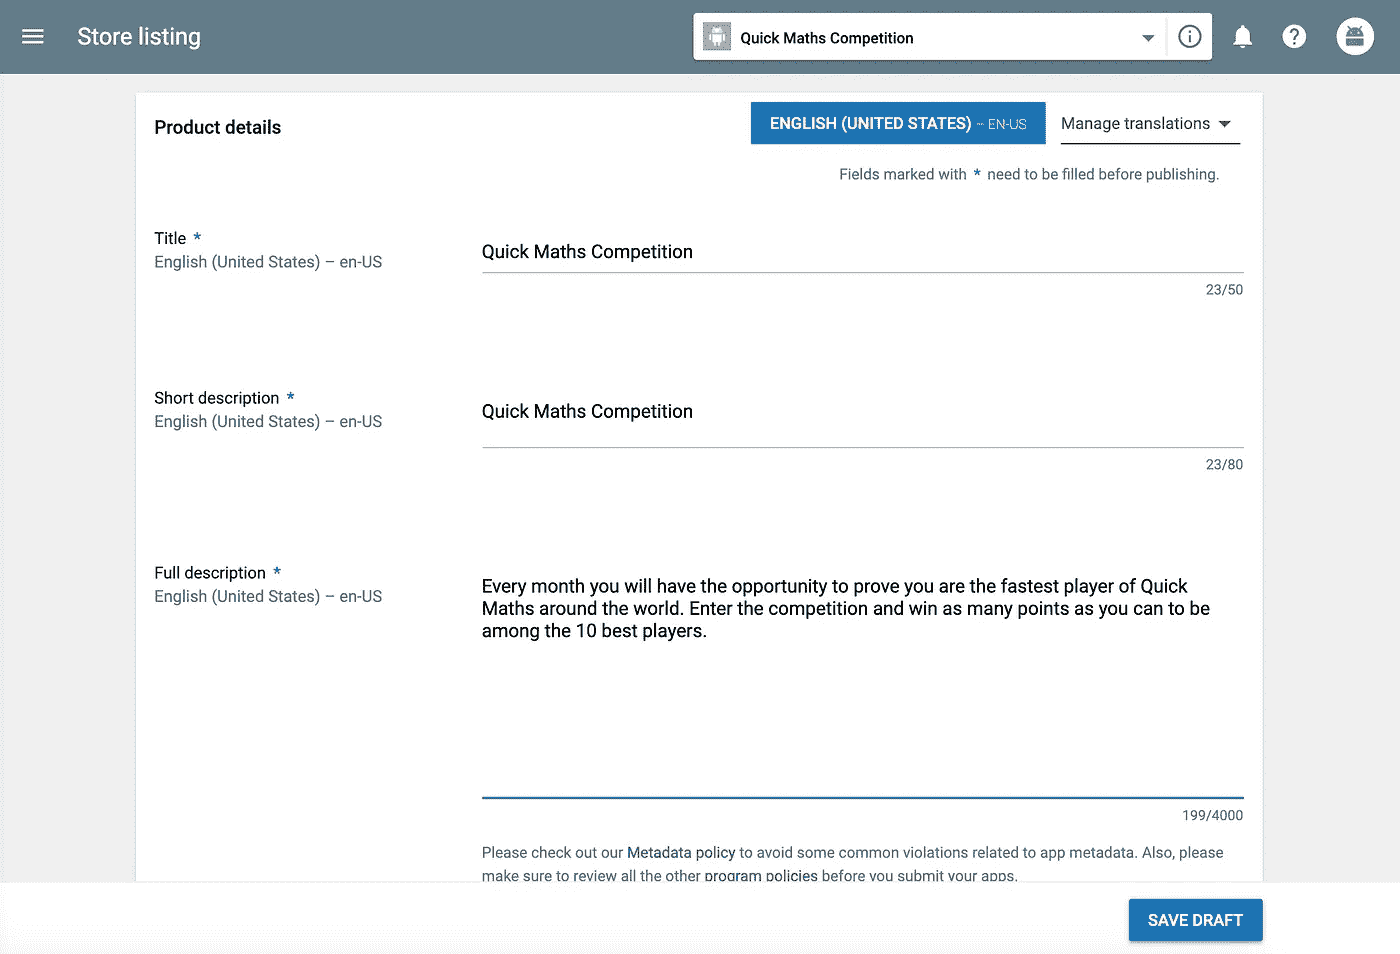 Store listing
Quick Maths Competition
Product details
ENGLISH (UNITED STATES) – EN-US
Manage translations
Fields marked with * need to be filled before publishing.
Title *
English (United States) – en-US
Quick Maths Competition
23/50
Short description *
English (United States) – en-US
Quick Maths Competition
23/80
Full description *
English (United States) – en-US
Every month you will have the opportunity to prove you are the fastest player of Quick
Maths around the world. Enter the competition and win as many points as you can to be
among the 10 best players.
199/4000
Please check out our Metadata policy to avoid some common violations related to app metadata. Also, please
make sure to review all the other program policies before you submit your apps.
SAVE DRAFT